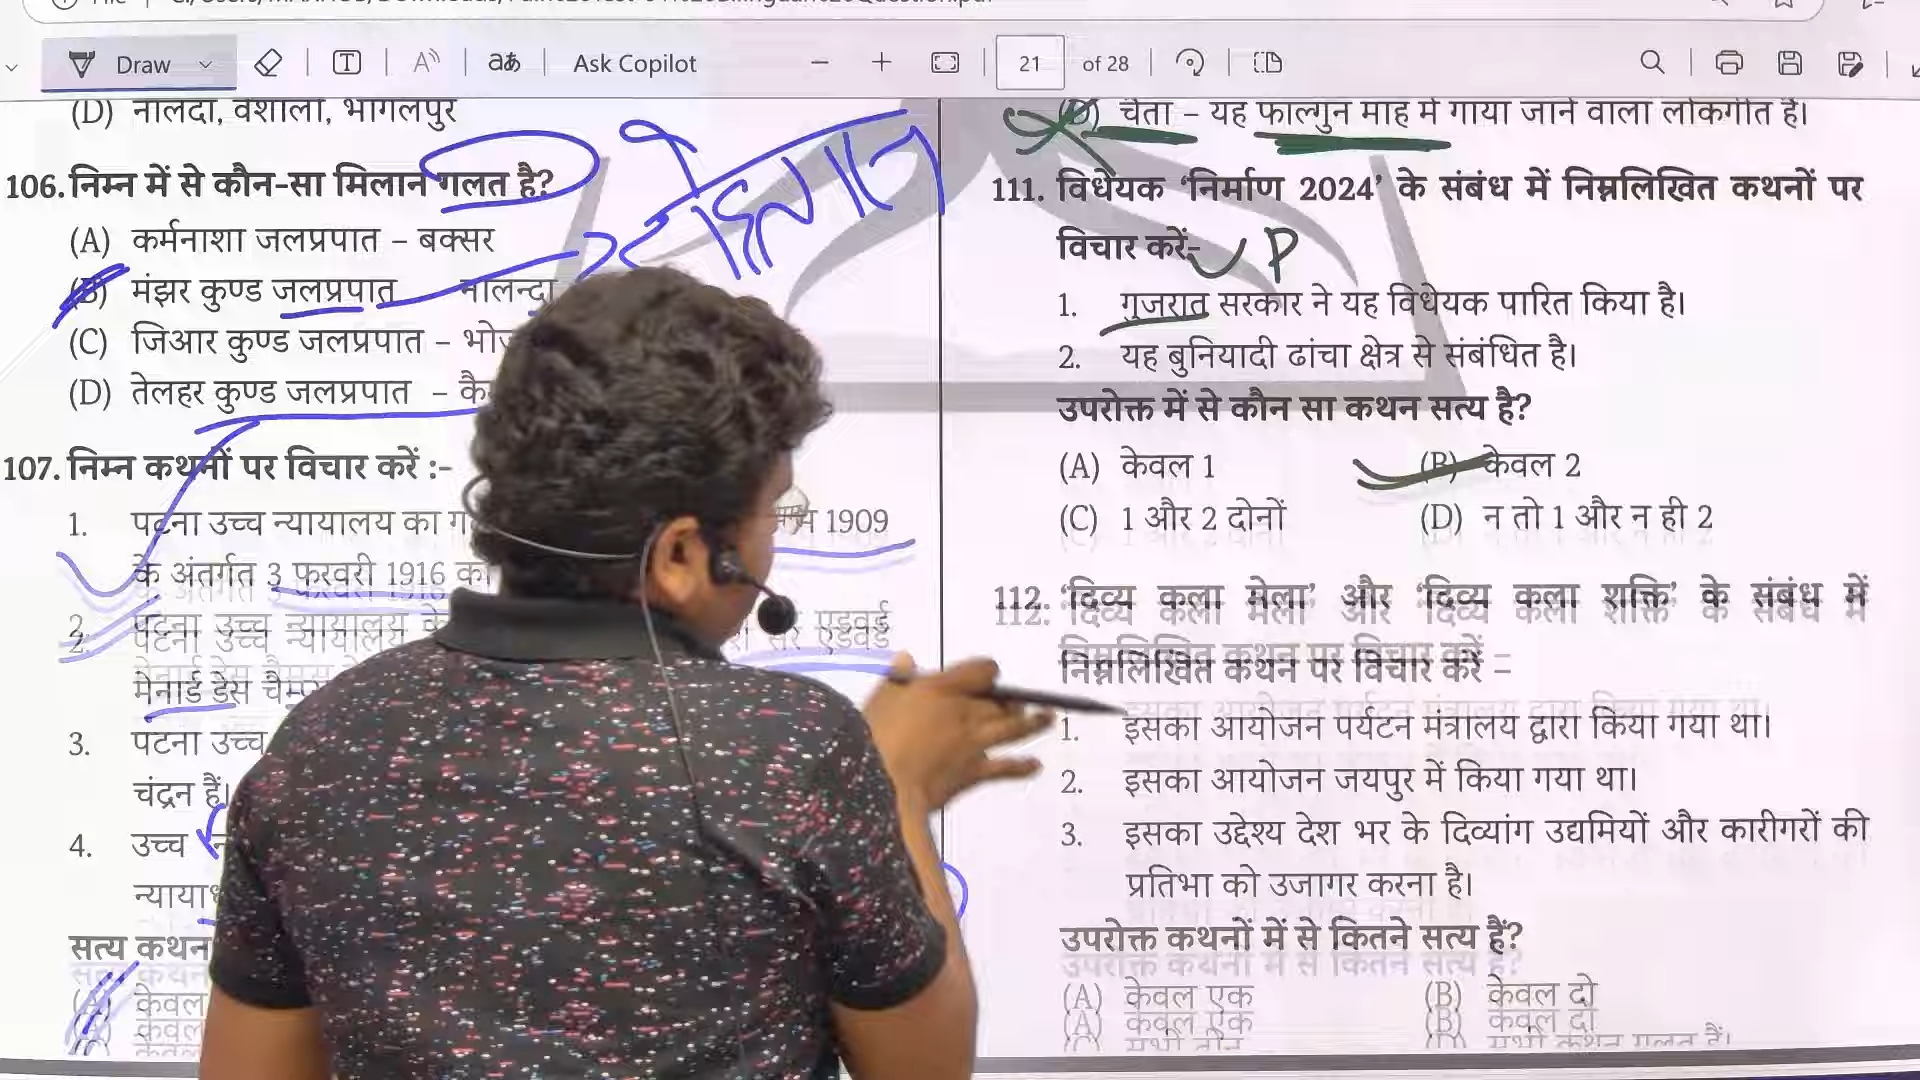 Draw
Ask Copilot
21 of 28
(D) नालंदा, वैशाली, भागलपुर
106. निम्न में से कौन-सा मिलान गलत है?
(A) कर्मनाशा जलप्रपात – बक्सर
(B) मंझर कुण्ड जलप्रपात नालन्दा
(C) जिआर कुण्ड जलप्रपात –
(D) तेलहर कुण्ड जलप्रपात –
107. निम्न कथनों पर विचार करें :-
1. पटना उच्च न्यायालय का 1909
के अंतर्गत 3 फरवरी 1916 को
2. पटना उच्च न्यायालय के सर एडवर्ड
मेनार्ड डेस
3. पटना उच्च
चंद्रन हैं।
4. उच्च
सत्य कथन
(A) केवल
(D) चैता – यह फाल्गुन माह में गाया जाने वाला लोकगीत है।
111. विधेयक ‘निर्माण 2024’ के संबंध में निम्नलिखित कथनों पर
विचार करें-
P
1. गुजरात सरकार ने यह विधेयक पारित किया है।
2. यह बुनियादी ढांचा क्षेत्र से संबंधित है।
उपरोक्त में से कौन सा कथन सत्य है?
(A) केवल 1 (B) केवल 2
(C) 1 और 2 दोनों (D) न तो 1 और न ही 2
112. ‘दिव्य कला मेला’ और ‘दिव्य कला शक्ति’ के संबंध में
निम्नलिखित कथन पर विचार करें –
1. इसका आयोजन पर्यटन मंत्रालय द्वारा किया गया था।
2. इसका आयोजन जयपुर में किया गया था।
3. इसका उद्देश्य देश भर के दिव्यांग उद्यमियों और कारीगरों की
प्रतिभा को उजागर करना है।
उपरोक्त कथनों में से कितने सत्य हैं?
(A) केवल एक (B) केवल दो
(C) सभी तीन (D) सभी कथन गलत हैं।